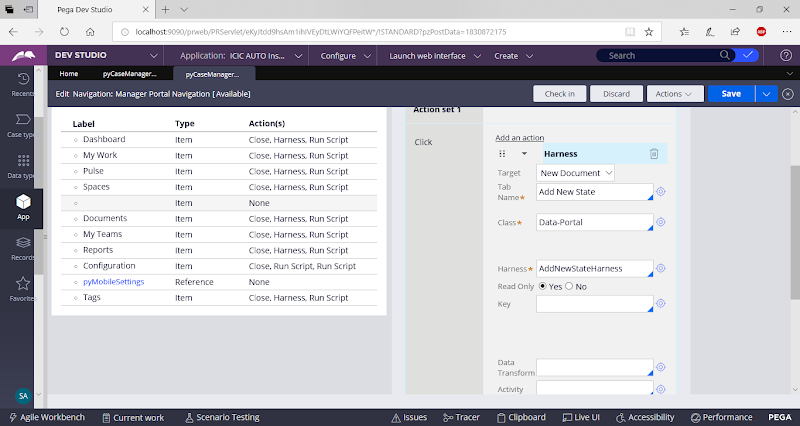 Pega Dev Studio
localhost:9090/prweb/PRServlet/eKyJtdd9hsAm1ihIVEyDtLWiYQFPeitW*/!STANDARD?pzPostData=1830872175
DEV STUDIO
Application: ICIC AUTO Ins...
Configure
Launch web interface
Create
Search
Home
pyCaseManager...
pyCaseManager...
Recents
Edit Navigation: Manager Portal Navigation [Available]
Check in
Discard
Actions
Save
Case type
Data type
App
Records
Favorite
SA
Label Type Action(s)
Dashboard Item Close, Harness, Run Script
My Work Item Close, Harness, Run Script
Pulse Item Close, Harness, Run Script
Spaces Item Close, Harness, Run Script
Item None
Documents Item Close, Harness, Run Script
My Teams Item Close, Harness, Run Script
Reports Item Close, Harness, Run Script
Configuration Item Close, Run Script, Run Script
pyMobileSettings Reference None
Tags Item Close, Harness, Run Script
Action set 1
Click
Add an action
Harness
Target New Document
Tab Name* Add New State
Class* Data-Portal
Harness* AddNewStateHarness
Read Only Yes No
Key
Data Transform
Activity
Agile Workbench
Current work
Scenario Testing
Issues
Tracer
Clipboard
Live UI
Accessibility
Performance
PEGA